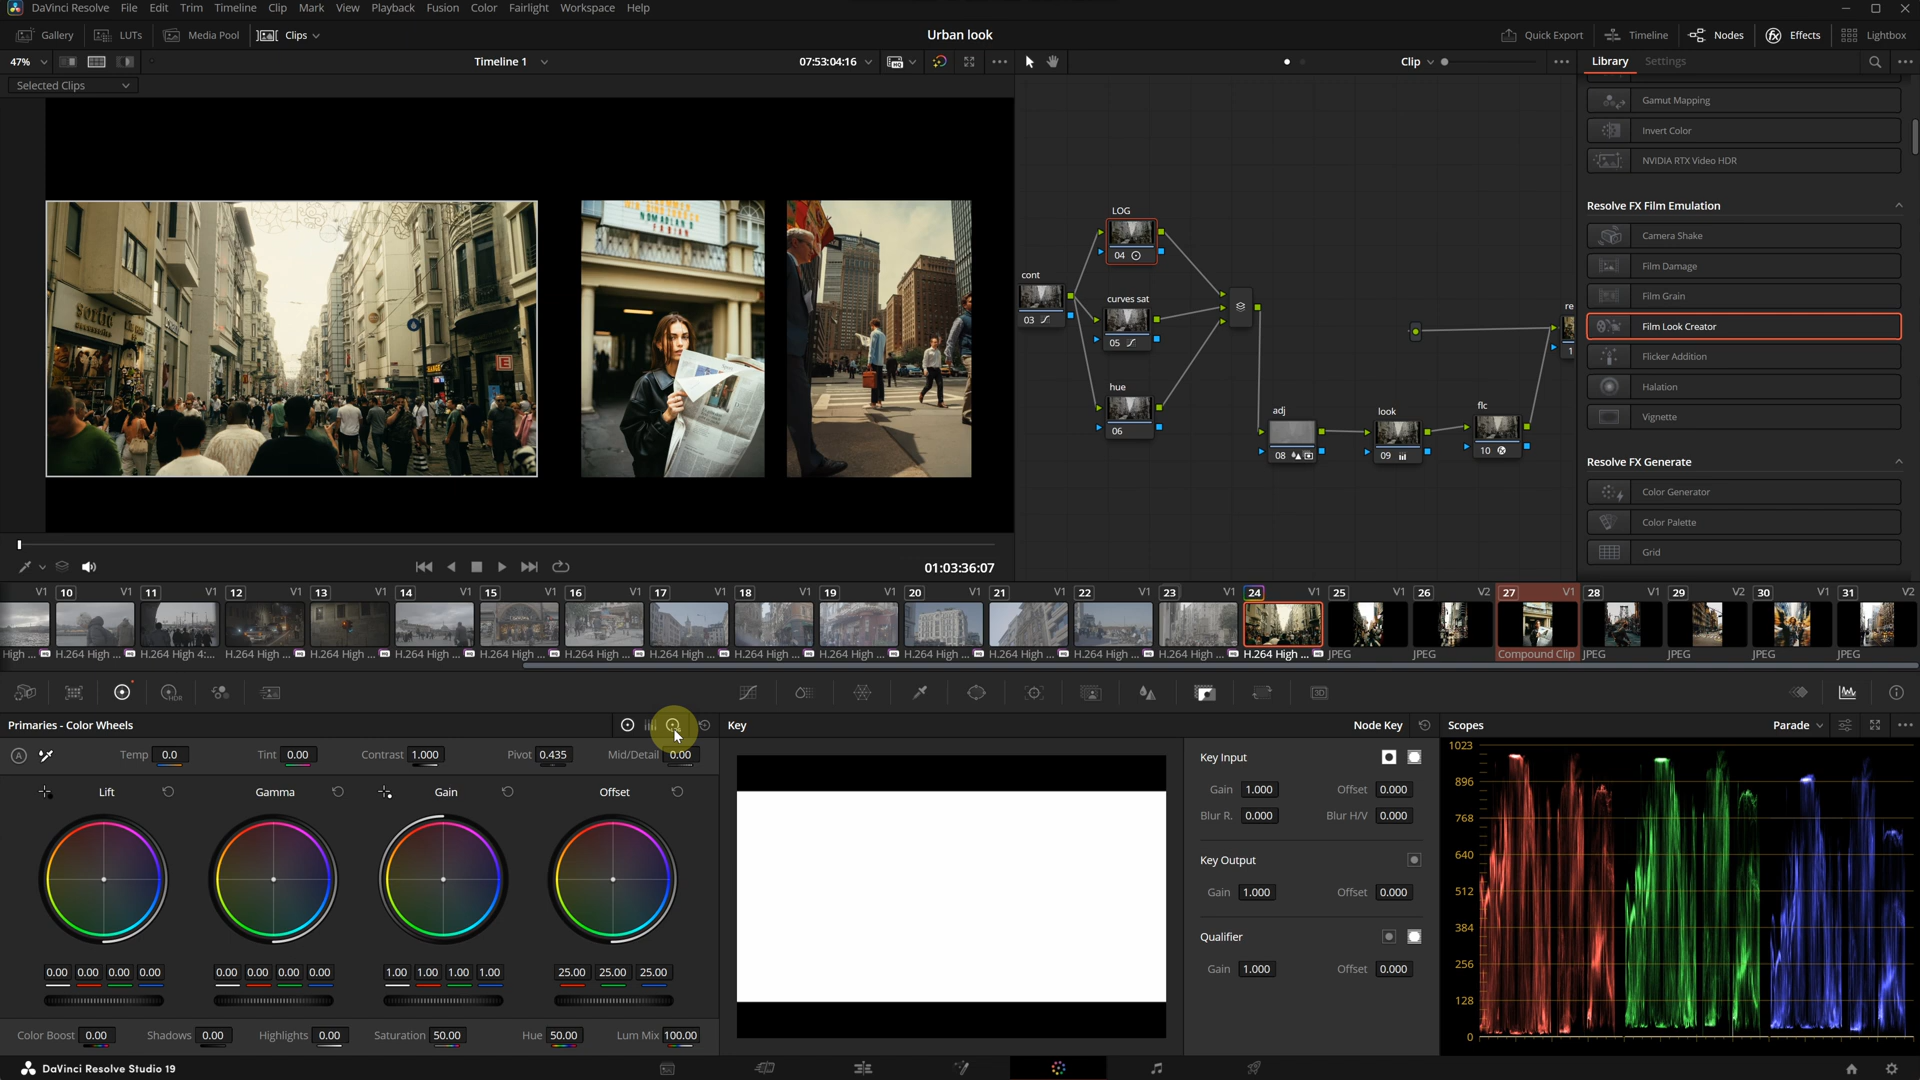 DaVinci Resolve File Edit Trim Timeline Clip Mark View Playback Fusion Color Fairlight Workspace Help
Gallery LUTs Media Pool Clips Urban look Quick Export Timeline Nodes Effects Lightbox
47% Timeline 1 07:53:04:16 Clip Library Settings
Selected Clips
Gamut Mapping
Invert Color
NVIDIA RTX Video HDR
Resolve FX Film Emulation
Camera Shake
Film Damage
Film Grain
Film Look Creator
Flicker Addition
Halation
Vignette
Resolve FX Generate
Color Generator
Color Palette
Grid
NOMADLAND
FABIAN
LOG
04
cont
03
curves sat
05
hue
06
adj
08
look
09
flc
10
re
1
01:03:36:07
V1 10 V1 11 V1 12 V1 13 V1 14 V1 15 V1 16 V1 17 V1 18 V1 19 V1 20 V1 21 V1 22 V1 23 V1 24 V1 25 V1 26 V2 27 V1 28 V1 29 V2 30 V1 31 V2
High ... H.264 High ... H.264 High 4:... H.264 High ... H.264 High ... H.264 High ... H.264 High ... H.264 High ... H.264 High ... H.264 High ... H.264 High ... H.264 High ... H.264 High ... H.264 High ... H.264 High ... H.264 High ... JPEG JPEG Compound Clip JPEG JPEG JPEG JPEG
HDR
3D
Primaries - Color Wheels Key Node Key Scopes Parade
A Temp 0.0 Tint 0.00 Contrast 1.000 Pivot 0.435 Mid/Detail 0.00
Lift Gamma Gain Offset
0.00 0.00 0.00 0.00 0.00 0.00 0.00 0.00 1.00 1.00 1.00 1.00 25.00 25.00 25.00
Color Boost 0.00 Shadows 0.00 Highlights 0.00 Saturation 50.00 Hue 50.00 Lum Mix 100.00
Key Input
Gain 1.000 Offset 0.000
Blur R. 0.000 Blur H/V 0.000
Key Output
Gain 1.000 Offset 0.000
Qualifier
Gain 1.000 Offset 0.000
1023
896
768
640
512
384
256
128
0
DaVinci Resolve Studio 19